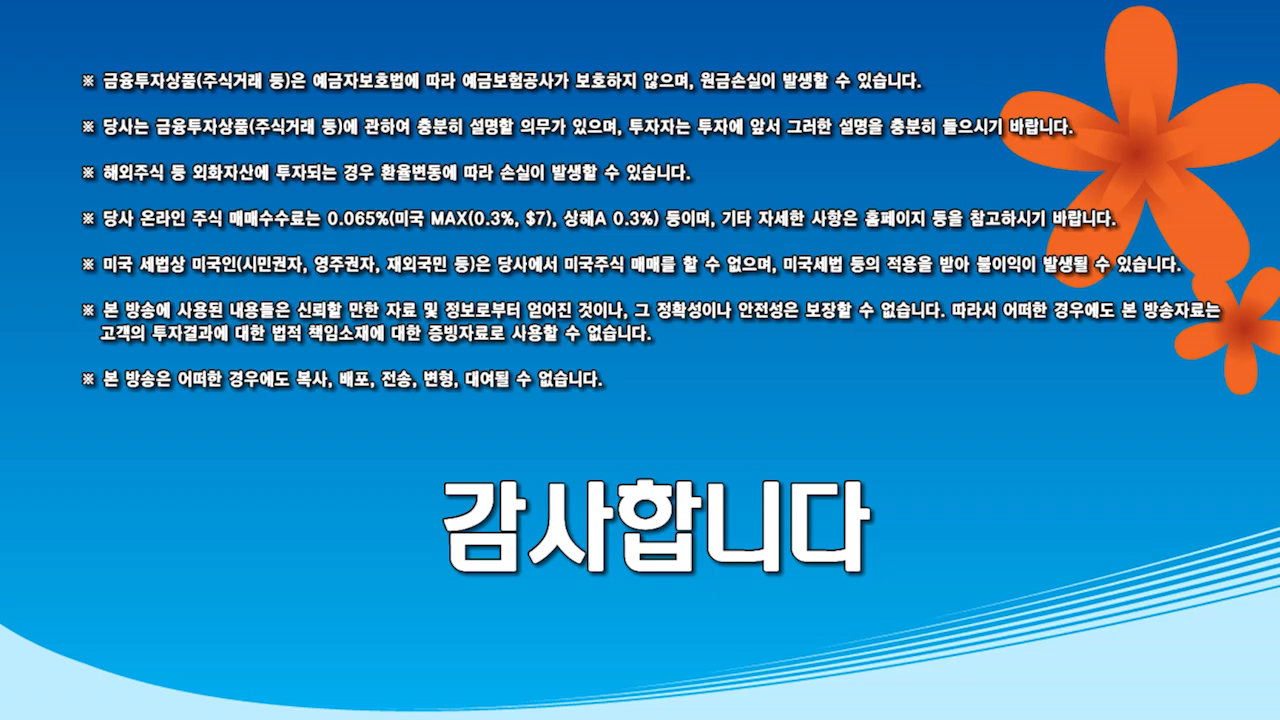 ※ 금융투자상품(주식거래 등)은 예금자보호법에 따라 예금보험공사가 보호하지 않으며, 원금손실이 발생할 수 있습니다.
※ 당사는 금융투자상품(주식거래 등)에 관하여 충분히 설명할 의무가 있으며, 투자자는 투자에 앞서 그러한 설명을 충분히 들으시기 바랍니다.
※ 해외주식 등 외화자산에 투자되는 경우 환율변동에 따라 손실이 발생할 수 있습니다.
※ 당사 온라인 주식 매매수수료는 0.065%(미국 MAX(0.3%, $7), 상해A 0.3%) 등이며, 기타 자세한 사항은 홈페이지 등을 참고하시기 바랍니다.
※ 미국 세법상 미국인(시민권자, 영주권자, 재외국민 등)은 당사에서 미국주식 매매를 할 수 없으며, 미국세법 등의 적용을 받아 불이익이 발생될 수 있습니다.
※ 본 방송에 사용된 내용들은 신뢰할 만한 자료 및 정보로부터 얻어진 것이나, 그 정확성이나 안전성은 보장할 수 없습니다. 따라서 어떠한 경우에도 본 방송자료는
고객의 투자결과에 대한 법적 책임소재에 대한 증빙자료로 사용할 수 없습니다.
※ 본 방송은 어떠한 경우에도 복사, 배포, 전송, 변형, 대여될 수 없습니다.
감사합니다